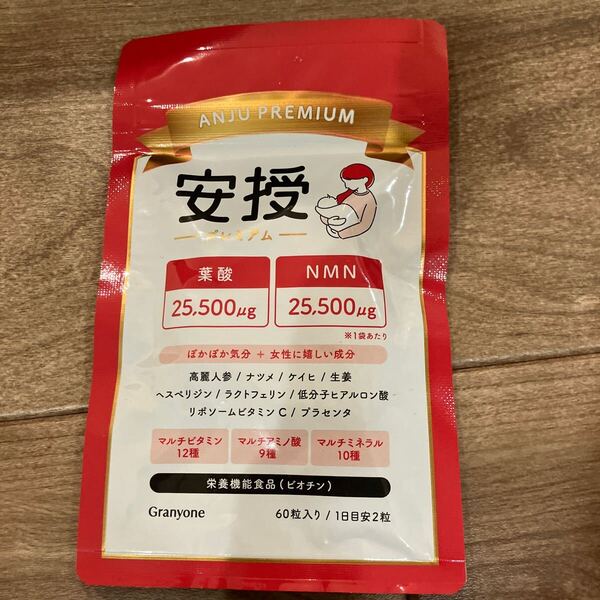 ANJU PREMIUM
安授
プレミアム
葉酸
25,500μg
NMN
25,500μg
※1袋あたり
ぽかぽか気分 + 女性に嬉しい成分
高麗人参 / ナツメ / ケイヒ / 生姜
ヘスペリジン / ラクトフェリン / 低分子ヒアルロン酸
リポソームビタミン C / プラセンタ
マルチビタミン
12種
マルチアミノ酸
9種
マルチミネラル
10種
栄養機能食品(ビオチン)
Granyone
60粒入り / 1日目安2粒